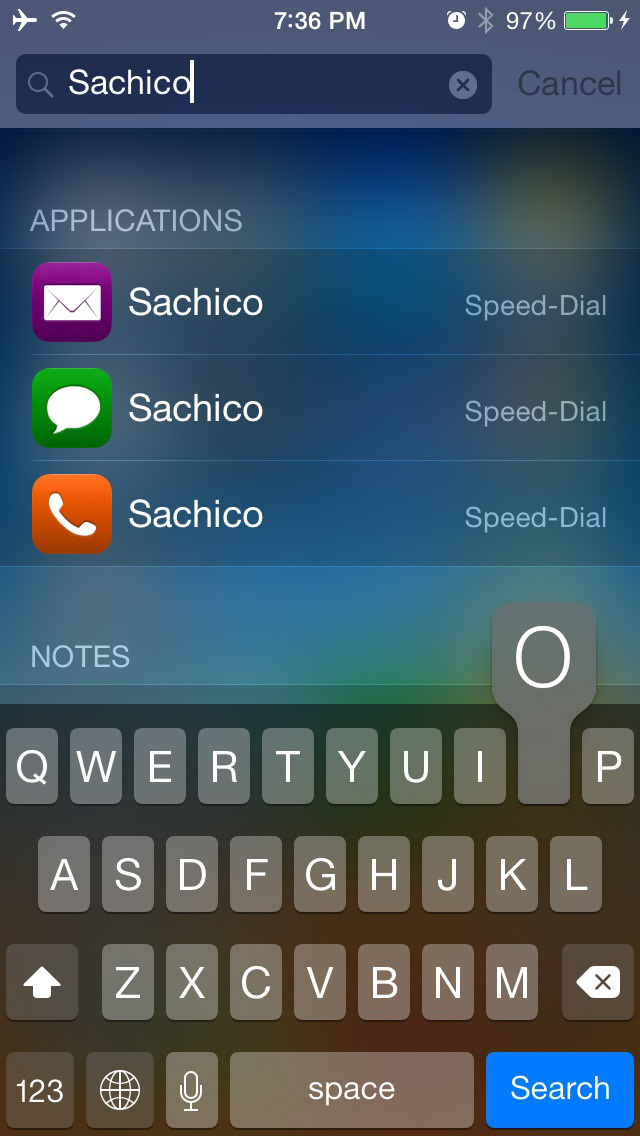 7:36 PM 97%
Sachico Cancel
APPLICATIONS
Sachico Speed-Dial
Sachico Speed-Dial
Sachico Speed-Dial
NOTES
O
Q W E R T Y U I P
A S D F G H J K L
Z X C V B N M
123 space Search